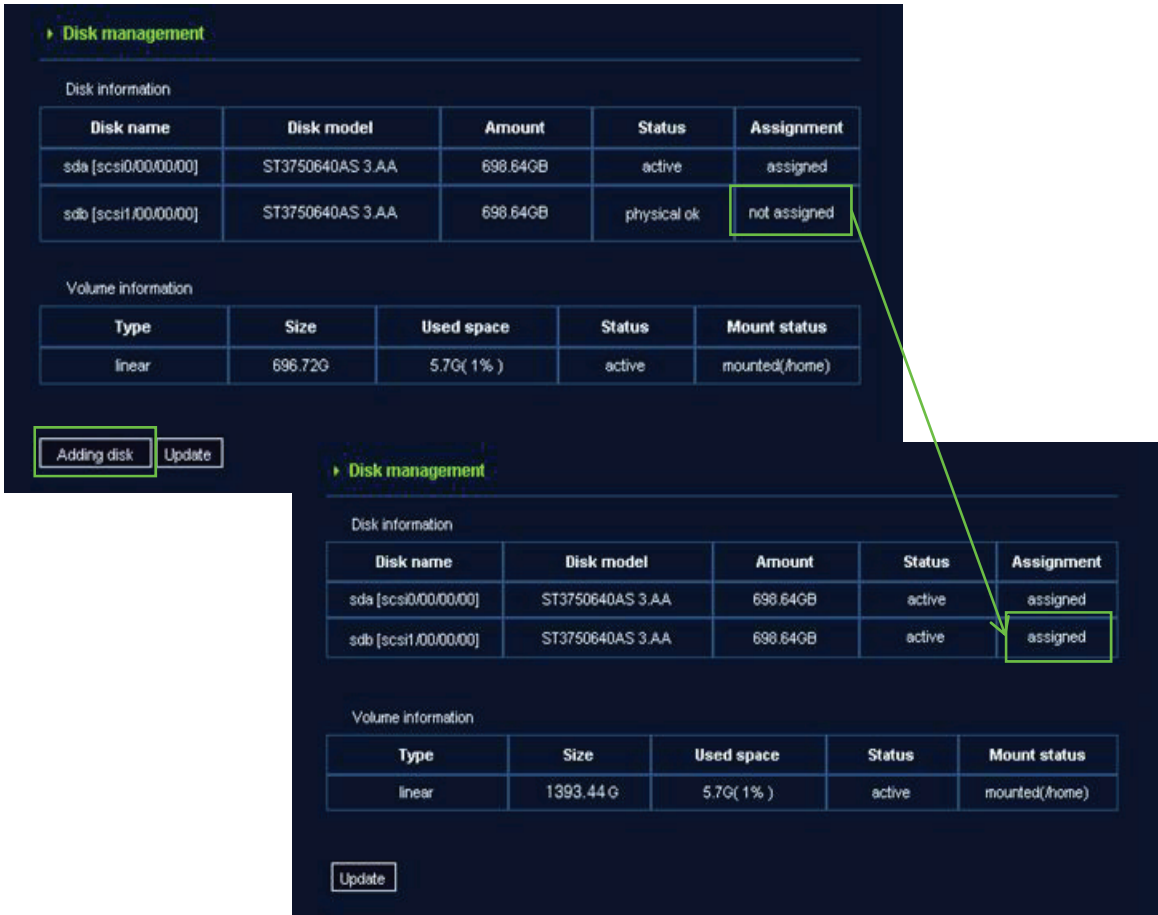 Disk management
Disk information
Disk name Disk model Amount Status Assignment
sda [scsi0/00/00/00] ST3750640AS 3.AA 698.64GB active assigned
sdb [scsi1/00/00/00] ST3750640AS 3.AA 698.64GB physical ok not assigned
Volume information
Type Size Used space Status Mount status
linear 696.72G 5.7G( 1% ) active mounted(/home)
Adding disk Update
Disk management
Disk information
Disk name Disk model Amount Status Assignment
sda [scsi0/00/00/00] ST3750640AS 3.AA 698.64GB active assigned
sdb [scsi1/00/00/00] ST3750640AS 3.AA 698.64GB active assigned
Volume information
Type Size Used space Status Mount status
linear 1393.44 G 5.7G( 1% ) active mounted(/home)
Update